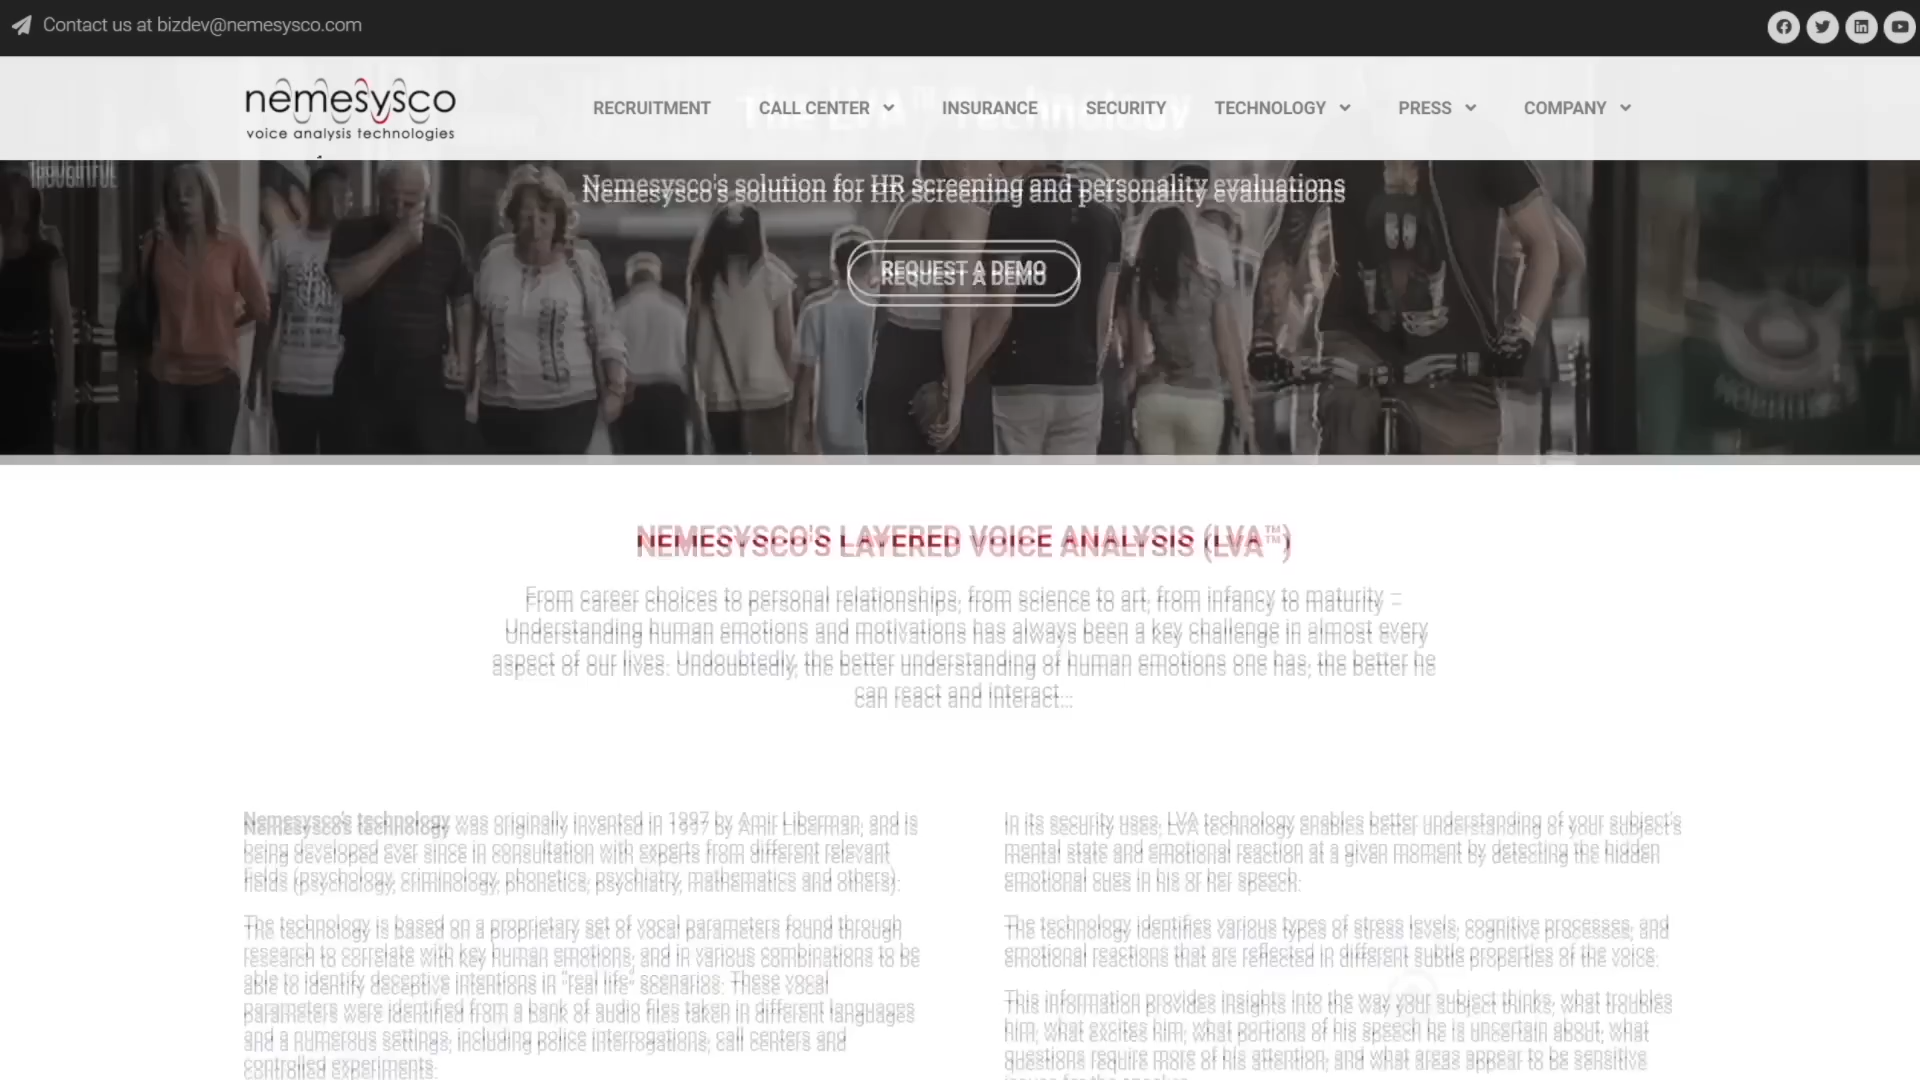 Contact us at bizdev@nemesysco.com
nemesysco
voice analysis technologies
RECRUITMENT CALL CENTER INSURANCE SECURITY TECHNOLOGY PRESS COMPANY
The LVA™ Technology
THOUGHTFUL
Nemesysco's solution for HR screening and personality evaluations
REQUEST A DEMO
NEMESYSCO'S LAYERED VOICE ANALYSIS (LVA™)
From career choices to personal relationships, from science to art, from infancy to maturity –
Understanding human emotions and motivations has always been a key challenge in almost every
aspect of our lives. Undoubtedly, the better understanding of human emotions one has, the better he
can react and interact...
Nemesysco's technology was originally invented in 1997 by Amir Liberman, and is
being developed ever since in consultation with experts from different relevant
fields (psychology, criminology, phonetics, psychiatry, mathematics and others).
The technology is based on a proprietary set of vocal parameters found through
research to correlate with key human emotions, and in various combinations to be
able to identify deceptive intentions in "real life" scenarios. These vocal
parameters were identified from a bank of audio files taken in different languages
and a numerous settings, including police interrogations, call centers and
controlled experiments.
In its security uses, LVA technology enables better understanding of your subject's
mental state and emotional reaction at a given moment by detecting the hidden
emotional cues in his or her speech.
The technology identifies various types of stress levels, cognitive processes, and
emotional reactions that are reflected in different subtle properties of the voice.
This information provides insights into the way your subject thinks, what troubles
him, what excites him, what portions of his speech he is uncertain about, what
questions require more of his attention, and what areas appear to be sensitive
issues for the speaker.